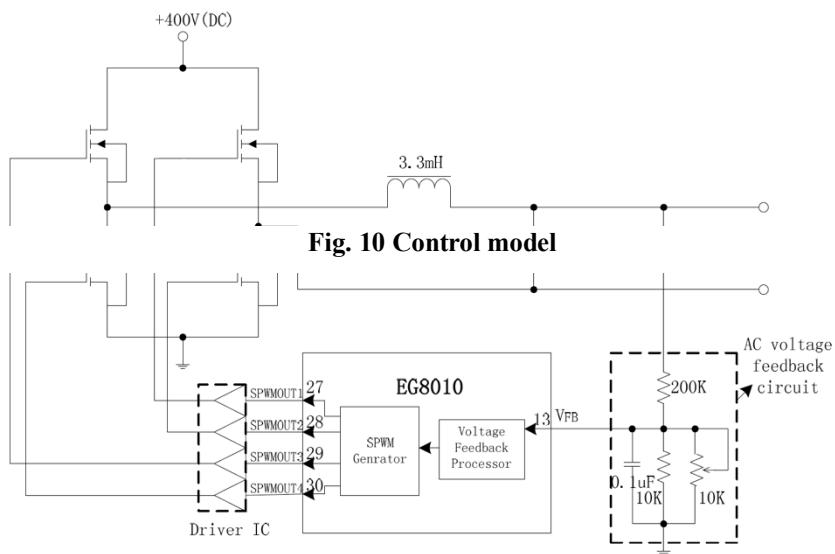 +400V(DC)
3.3mH
Fig. 10 Control model
AC voltage
feedback
circuit
EG8010
200K
SPWMOUT1 27
SPWMOUT2 28
SPWMOUT3 29
SPWMOUT4 30
SPWM
Genrator
Voltage
Feedback
Processor
13 VFB
0.1uF
10K
10K
Driver IC